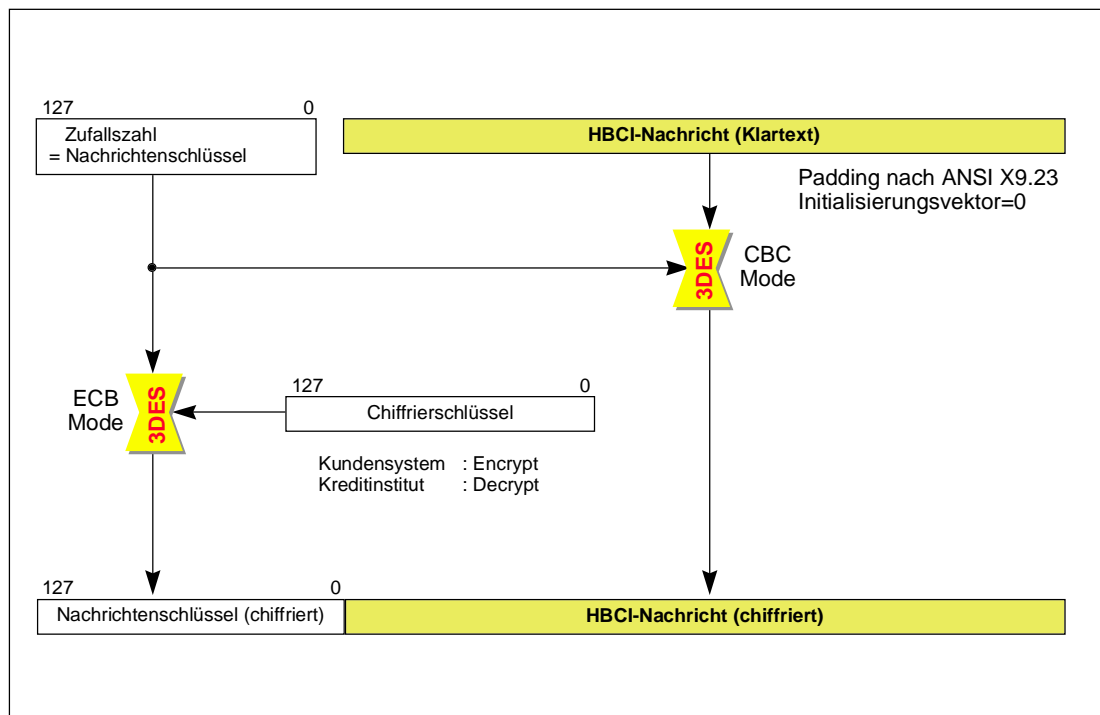 127 0
Zufallszahl
= Nachrichtenschlüssel
HBCI-Nachricht (Klartext)
Padding nach ANSI X9.23
Initialisierungsvektor=0
3DES
CBC
Mode
ECB
Mode
3DES
127 0
Chiffrierschlüssel
Kundensystem : Encrypt
Kreditinstitut : Decrypt
127 0
Nachrichtenschlüssel (chiffriert)
HBCI-Nachricht (chiffriert)